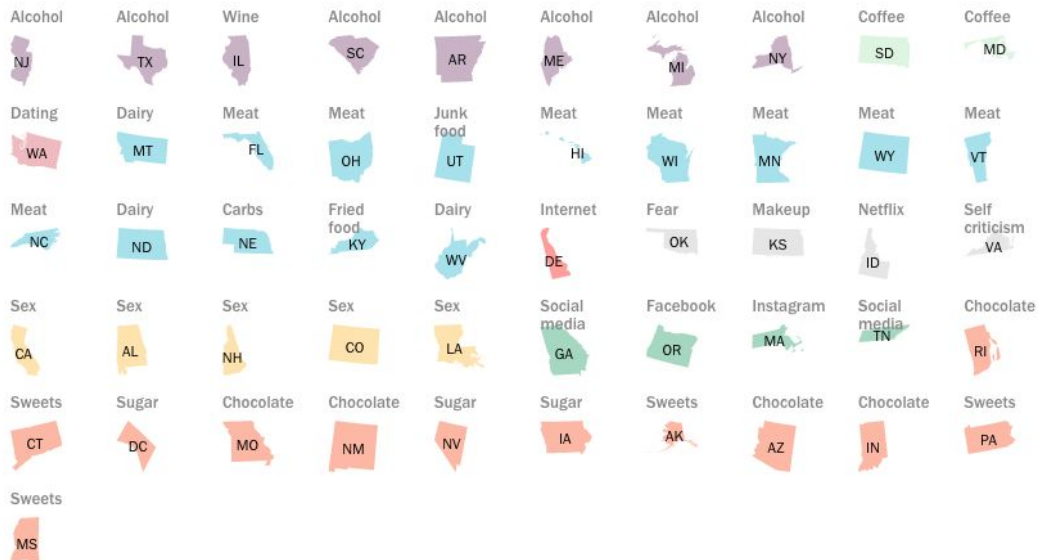 Alcohol Alcohol Wine Alcohol Alcohol Alcohol Alcohol Alcohol Coffee Coffee
NJ TX IL SC AR ME MI NY SD MD
Dating Dairy Meat Meat Junk food Meat Meat Meat Meat Meat
WA MT FL OH UT HI WI MN WY VT
Meat Dairy Carbs Fried food Dairy Internet Fear Makeup Netflix Self criticism
NC ND NE KY WV DE OK KS ID VA
Sex Sex Sex Sex Sex Social media Facebook Instagram Social media Chocolate
CA AL NH CO LA GA OR MA TN RI
Sweets Sugar Chocolate Chocolate Sugar Sugar Sweets Chocolate Chocolate Sweets
CT DC MO NM NV IA AK AZ IN PA
Sweets
MS